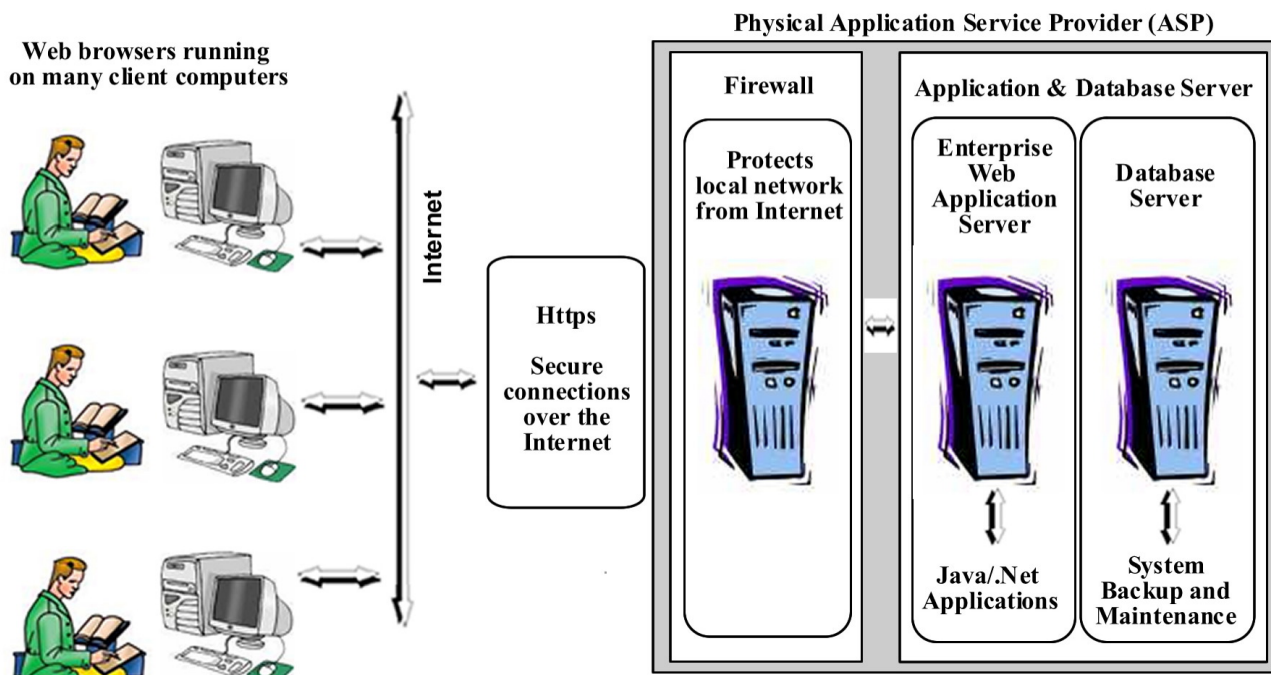 Physical Application Service Provider (ASP)
Web browsers running
on many client computers
Internet
Https
Secure
connections
over the
Internet
Firewall
Protects
local network
from Internet
Application & Database Server
Enterprise
Web
Application
Server
Java/.Net
Applications
Database
Server
System
Backup and
Maintenance